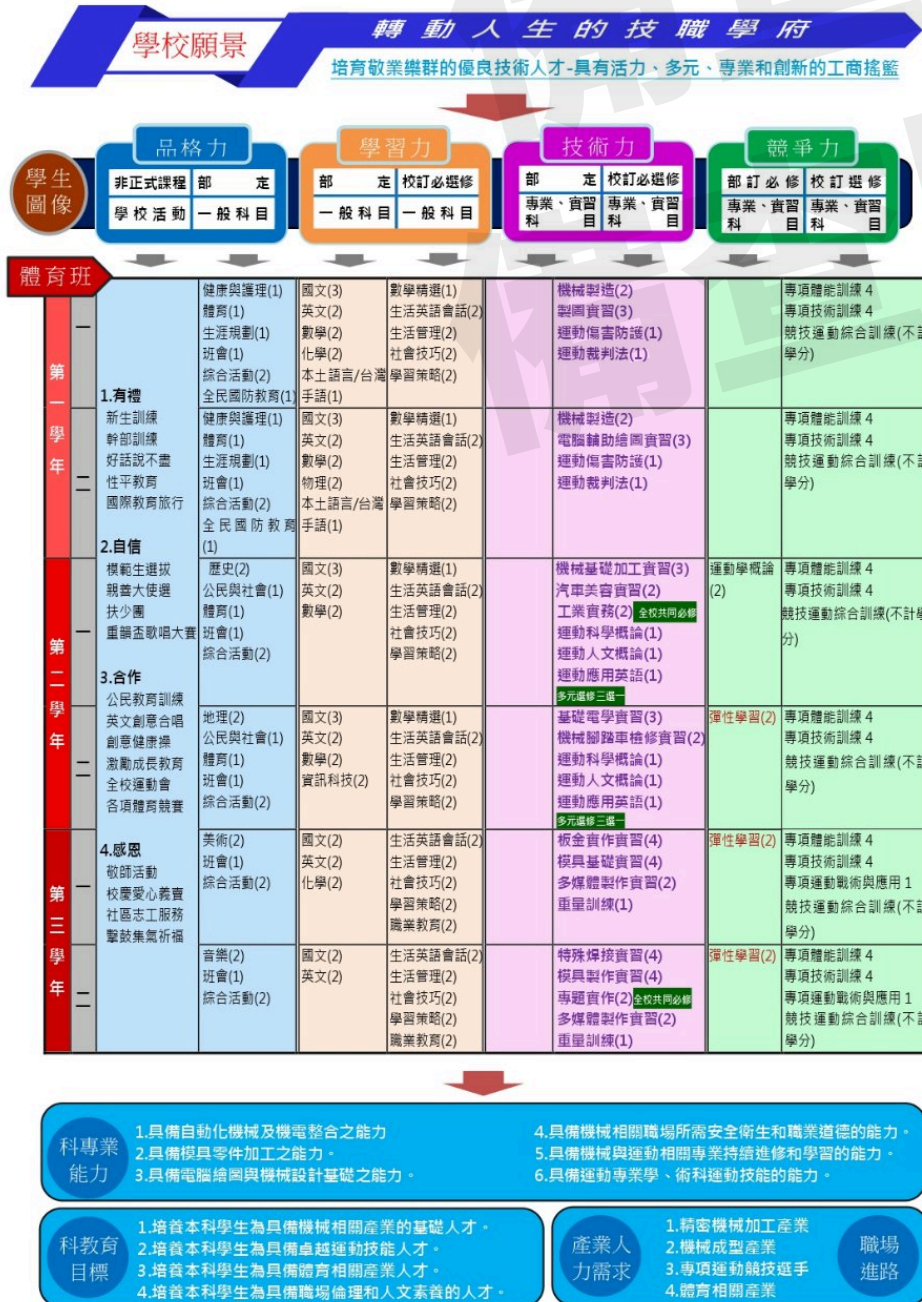 學校願景
轉動人生的技職學府
培育敬業樂群的優良技術人才-具有活力、多元、專業和創新的工商搖籃
學生圖像
品格力
非正式課程 部定
學校活動 一般科目
學習力
部定 校訂必選修
一般科目 一般科目
技術力
部定 校訂必選修
專業、實習科目 專業、實習科目
競爭力
部訂必修 校訂選修
專業、實習科目 專業、實習科目
體育班
1.有禮
新生訓練
幹部訓練
好話說不盡
性平教育
國際教育旅行
2.自信
模範生選拔
親善大使選
扶少團
重韻盃歌唱大賽
3.合作
公民教育訓練
英文創意合唱
創意健康操
激勵成長教育
全校運動會
各項體育競賽
4.感恩
敬師活動
校慶愛心義賣
社區志工服務
擊鼓集氣祈福
第一學年
一
健康與護理(1)
體育(1)
生涯規劃(1)
班會(1)
綜合活動(2)
全民國防教育(1)
國文(3)
英文(2)
數學(2)
化學(2)
本土語言/台灣
手語(1)
數學精選(1)
生活英語會話(2)
生活管理(2)
社會技巧(2)
學習策略(2)
機械製造(2)
製圖實習(3)
運動傷害防護(1)
運動裁判法(1)
專項體能訓練 4
專項技術訓練 4
競技運動綜合訓練(不計
學分)
二
健康與護理(1)
體育(1)
生涯規劃(1)
班會(1)
綜合活動(2)
全民國防教育
(1)
國文(3)
英文(2)
數學(2)
物理(2)
本土語言/台灣
手語(1)
數學精選(1)
生活英語會話(2)
生活管理(2)
社會技巧(2)
學習策略(2)
機械製造(2)
電腦輔助繪圖實習(3)
運動傷害防護(1)
運動裁判法(1)
專項體能訓練 4
專項技術訓練 4
競技運動綜合訓練(不計
學分)
第二學年
一
歷史(2)
公民與社會(1)
體育(1)
班會(1)
綜合活動(2)
國文(3)
英文(2)
數學(2)
數學精選(1)
生活英語會話(2)
生活管理(2)
社會技巧(2)
學習策略(2)
機械基礎加工實習(3)
汽車美容實習(2)
工業實務(2) 全校共同必修
運動科學概論(1)
運動人文概論(1)
運動應用英語(1)
多元選修三選一
運動學概論
(2)
專項體能訓練 4
專項技術訓練 4
競技運動綜合訓練(不計學
分)
二
地理(2)
公民與社會(1)
體育(1)
班會(1)
綜合活動(2)
國文(3)
英文(2)
數學(2)
資訊科技(2)
數學精選(1)
生活英語會話(2)
生活管理(2)
社會技巧(2)
學習策略(2)
基礎電學實習(3)
機械腳踏車檢修實習(2)
運動科學概論(1)
運動人文概論(1)
運動應用英語(1)
多元選修三選一
彈性學習(2)
專項體能訓練 4
專項技術訓練 4
競技運動綜合訓練(不計
學分)
第三學年
一
美術(2)
班會(1)
綜合活動(2)
國文(2)
英文(2)
化學(2)
生活英語會話(2)
生活管理(2)
社會技巧(2)
學習策略(2)
職業教育(2)
板金實作實習(4)
模具基礎實習(4)
多媒體製作實習(2)
重量訓練(1)
彈性學習(2)
專項體能訓練 4
專項技術訓練 4
專項運動戰術與應用 1
競技運動綜合訓練(不計
學分)
二
音樂(2)
班會(1)
綜合活動(2)
國文(2)
英文(2)
生活英語會話(2)
生活管理(2)
社會技巧(2)
學習策略(2)
職業教育(2)
特殊焊接實習(4)
模具製作實習(4)
專題實作(2) 全校共同必修
多媒體製作實習(2)
重量訓練(1)
彈性學習(2)
專項體能訓練 4
專項技術訓練 4
專項運動戰術與應用 1
競技運動綜合訓練(不計
學分)
科專業能力
1.具備自動化機械及機電整合之能力
2.具備模具零件加工之能力。
3.具備電腦繪圖與機械設計基礎之能力。
4.具備機械相關職場所需安全衛生和職業道德的能力。
5.具備機械與運動相關專業持續進修和學習的能力。
6.具備運動專業學、術科運動技能的能力。
科教育目標
1.培養本科學生為具備機械相關產業的基礎人才。
2.培養本科學生為具備卓越運動技能人才。
3.培養本科學生為具備體育相關產業人才。
4.培養本科學生為具備職場倫理和人文素養的人才。
產業人力需求
1.精密機械加工產業
2.機械成型產業
3.專項運動競技選手
4.體育相關產業
職場進路